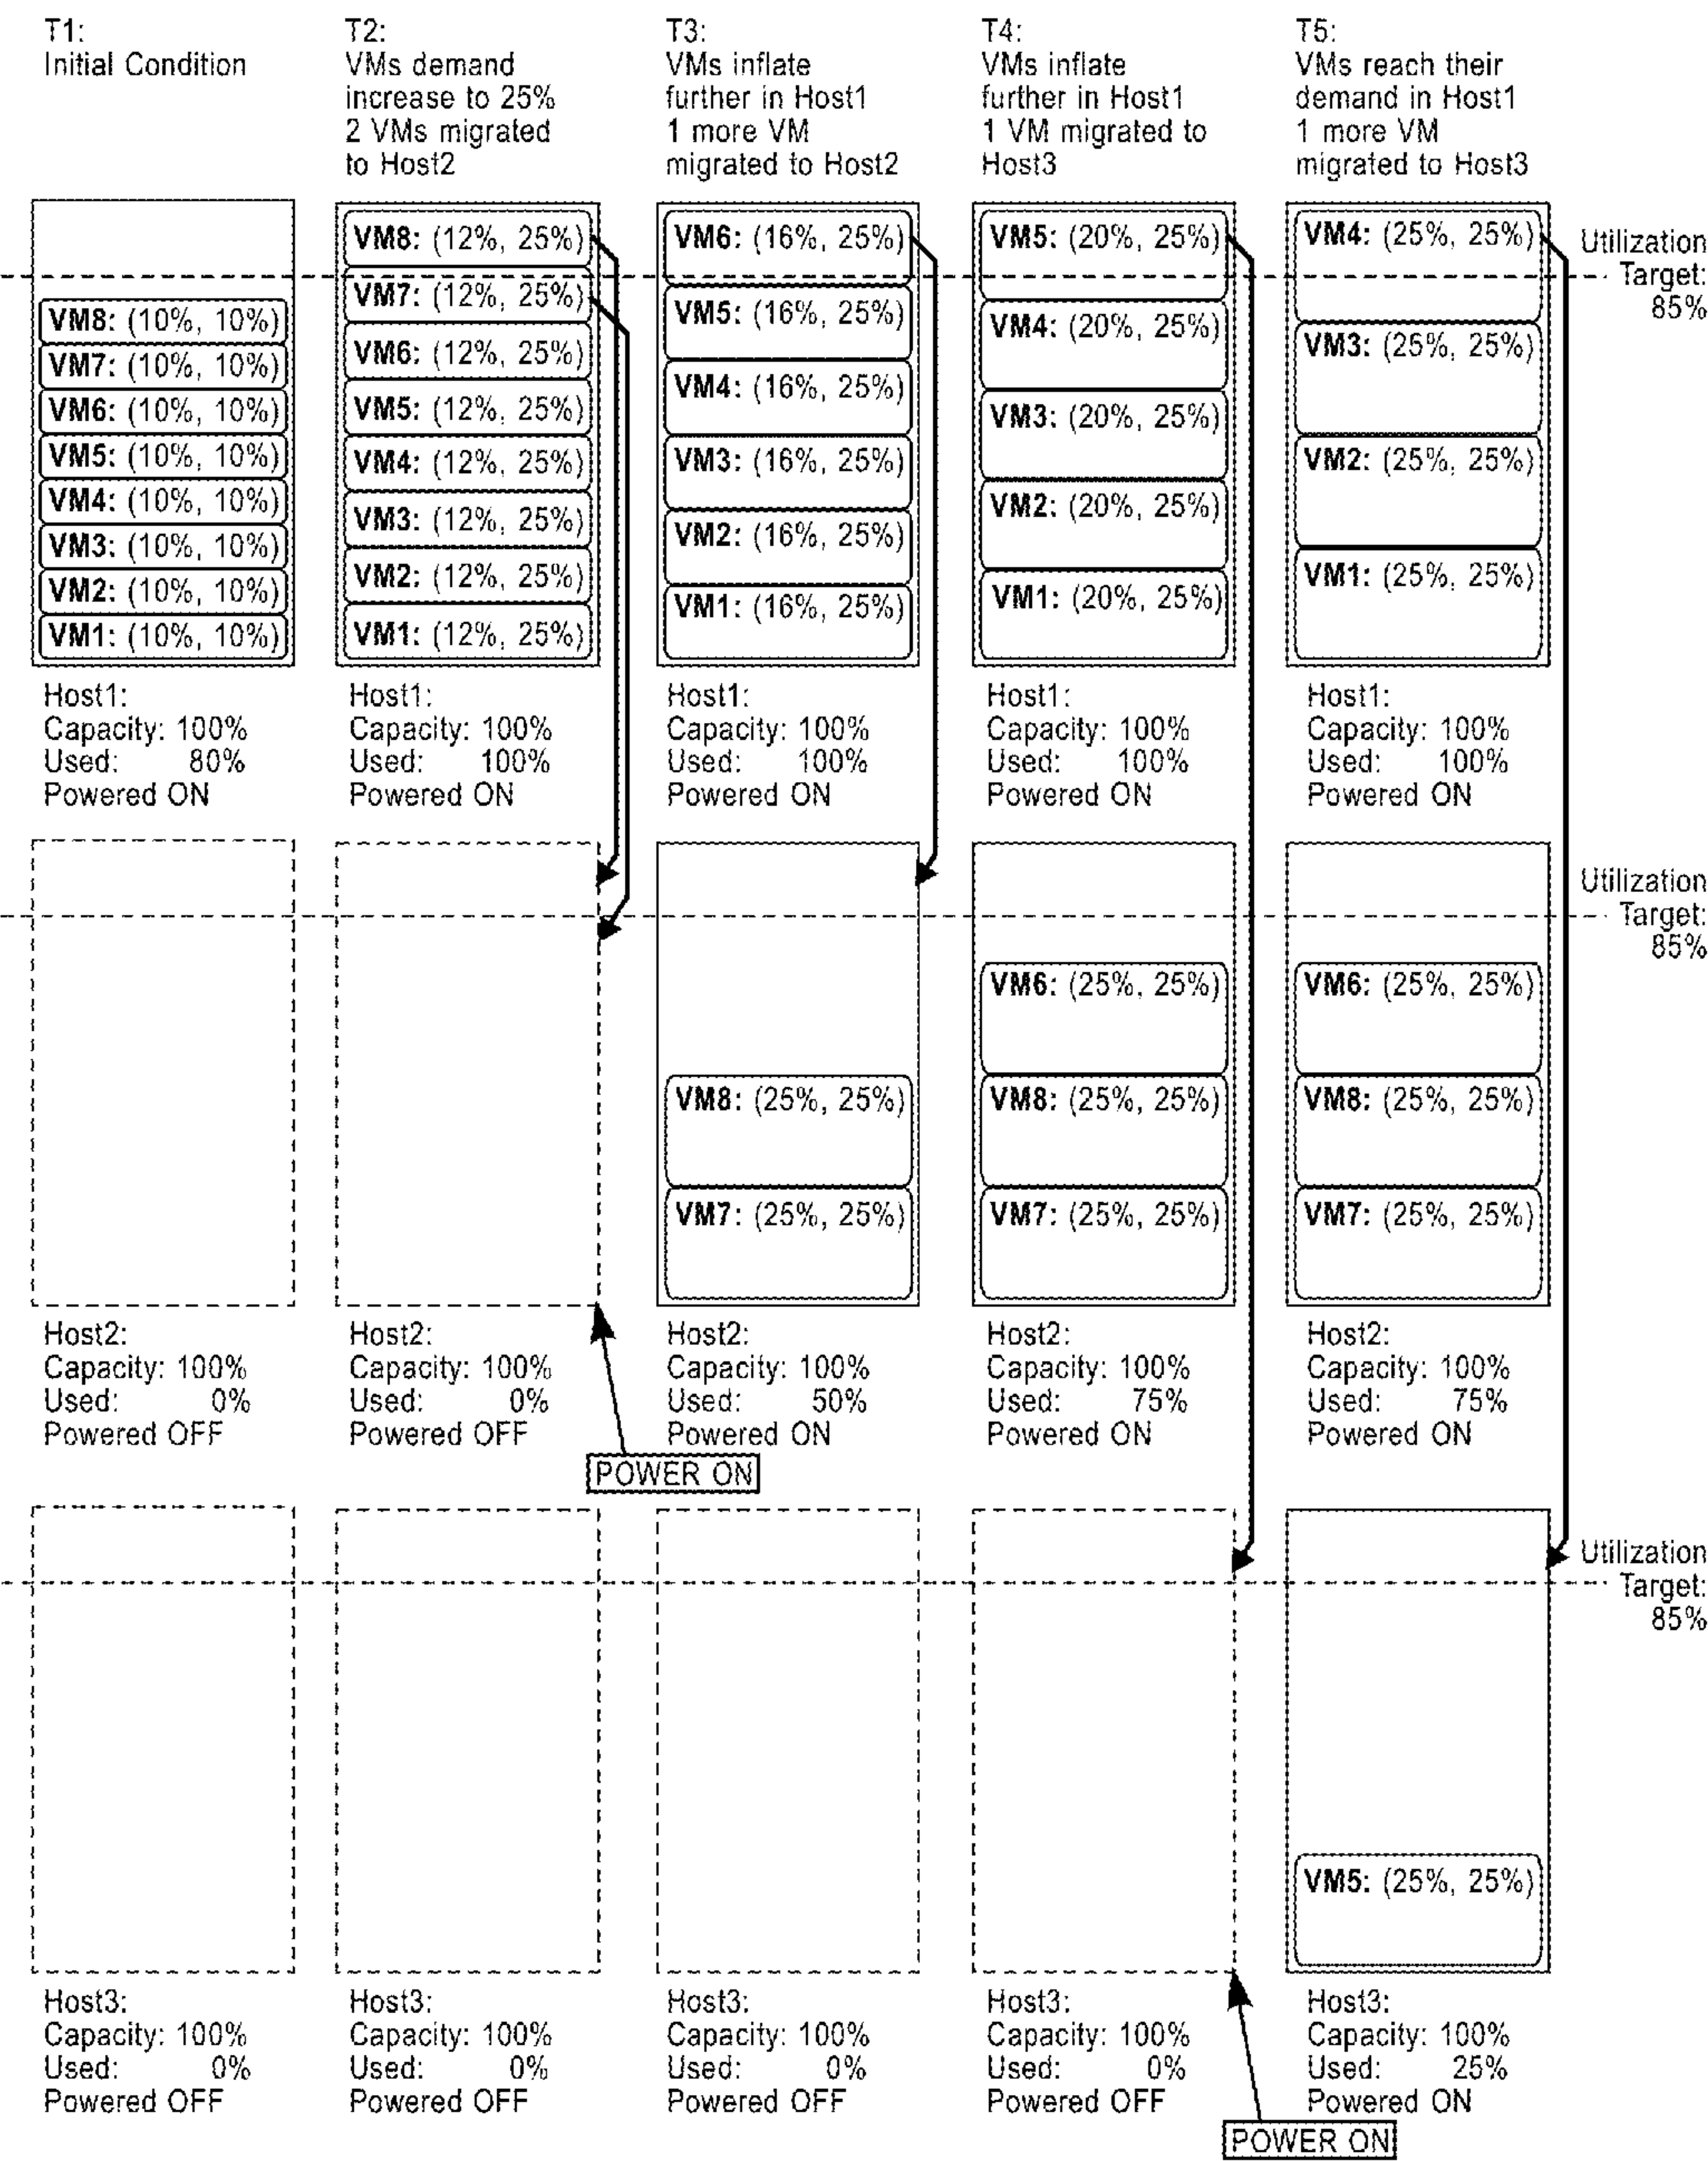 T1:
Initial Condition
T2:
VMs demand
increase to 25%
2 VMs migrated
to Host2
T3:
VMs inflate
further in Host1
1 more VM
migrated to Host2
T4:
VMs inflate
further in Host1
1 VM migrated to
Host3
T5:
VMs reach their
demand in Host1
1 more VM
migrated to Host3
VM8: (10%, 10%)
VM7: (10%, 10%)
VM6: (10%, 10%)
VM5: (10%, 10%)
VM4: (10%, 10%)
VM3: (10%, 10%)
VM2: (10%, 10%)
VM1: (10%, 10%)
VM8: (12%, 25%)
VM7: (12%, 25%)
VM6: (12%, 25%)
VM5: (12%, 25%)
VM4: (12%, 25%)
VM3: (12%, 25%)
VM2: (12%, 25%)
VM1: (12%, 25%)
VM6: (16%, 25%)
VM5: (16%, 25%)
VM4: (16%, 25%)
VM3: (16%, 25%)
VM2: (16%, 25%)
VM1: (16%, 25%)
VM5: (20%, 25%)
VM4: (20%, 25%)
VM3: (20%, 25%)
VM2: (20%, 25%)
VM1: (20%, 25%)
VM4: (25%, 25%)
VM3: (25%, 25%)
VM2: (25%, 25%)
VM1: (25%, 25%)
Utilization
Target:
85%
Host1:
Capacity: 100%
Used: 80%
Powered ON
Host1:
Capacity: 100%
Used: 100%
Powered ON
Host1:
Capacity: 100%
Used: 100%
Powered ON
Host1:
Capacity: 100%
Used: 100%
Powered ON
Host1:
Capacity: 100%
Used: 100%
Powered ON
VM8: (25%, 25%)
VM7: (25%, 25%)
VM6: (25%, 25%)
VM8: (25%, 25%)
VM7: (25%, 25%)
VM6: (25%, 25%)
VM8: (25%, 25%)
VM7: (25%, 25%)
Utilization
Target:
85%
Host2:
Capacity: 100%
Used: 0%
Powered OFF
Host2:
Capacity: 100%
Used: 0%
Powered OFF
POWER ON
Host2:
Capacity: 100%
Used: 50%
Powered ON
Host2:
Capacity: 100%
Used: 75%
Powered ON
Host2:
Capacity: 100%
Used: 75%
Powered ON
VM5: (25%, 25%)
Utilization
Target:
85%
Host3:
Capacity: 100%
Used: 0%
Powered OFF
Host3:
Capacity: 100%
Used: 0%
Powered OFF
Host3:
Capacity: 100%
Used: 0%
Powered OFF
Host3:
Capacity: 100%
Used: 0%
Powered OFF
POWER ON
Host3:
Capacity: 100%
Used: 25%
Powered ON